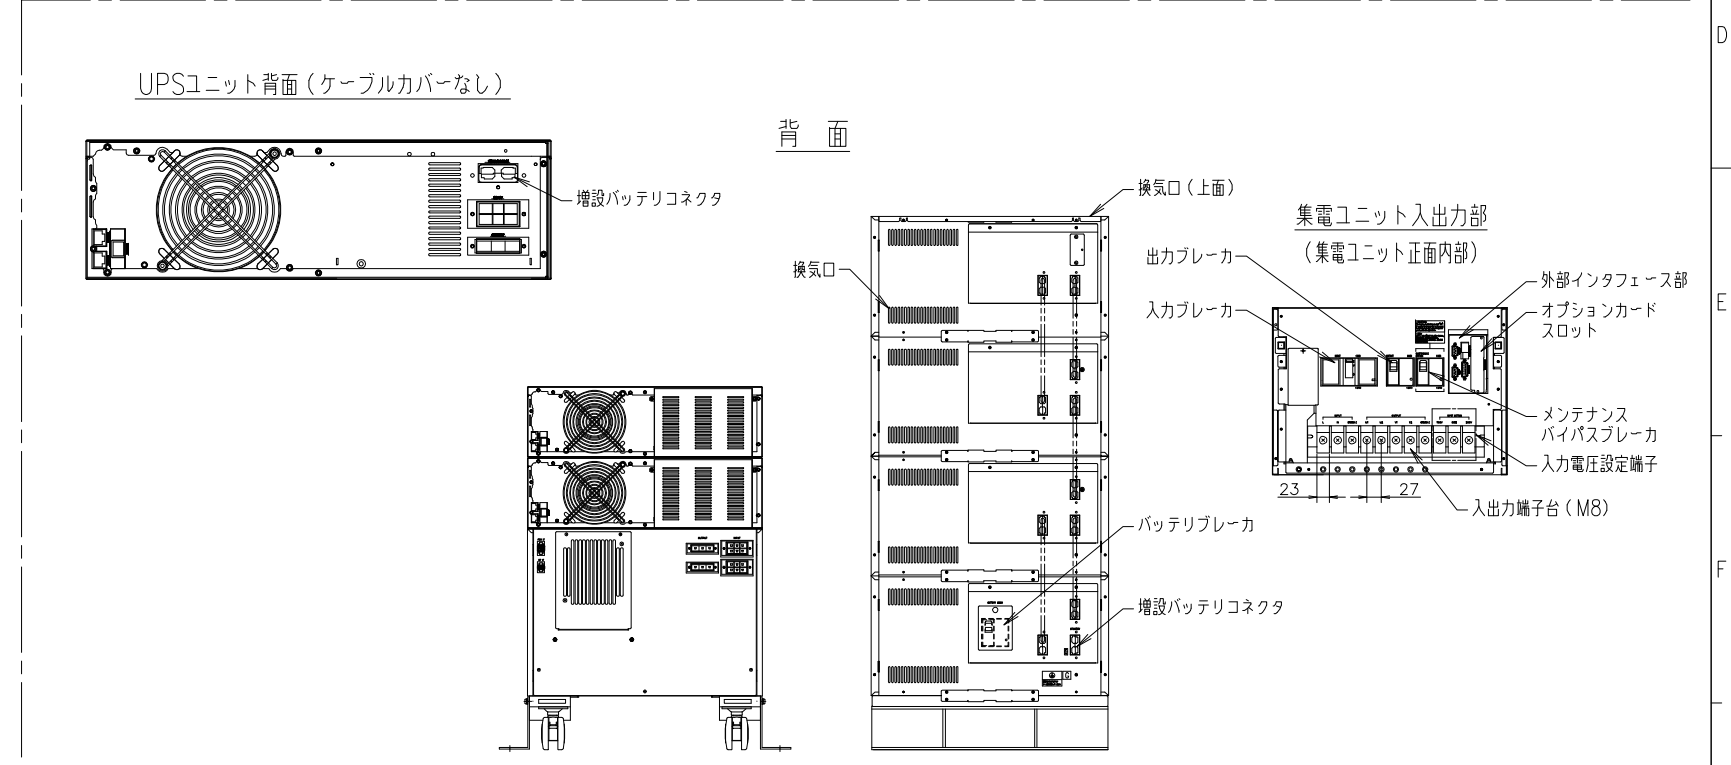 D
UPSユニット背面(ケーブルカバーなし)
背 面
増設バッテリコネクタ
換気口(上面)
換気口
集電ユニット入出力部
(集電ユニット正面内部)
出力ブレーカ
入力ブレーカ
外部インタフェース部
オプションカード
スロット
E
メンテナンス
バイパスブレーカ
入力電圧設定端子
23
27
入出力端子台(M8)
バッテリブレーカ
F
増設バッテリコネクタ